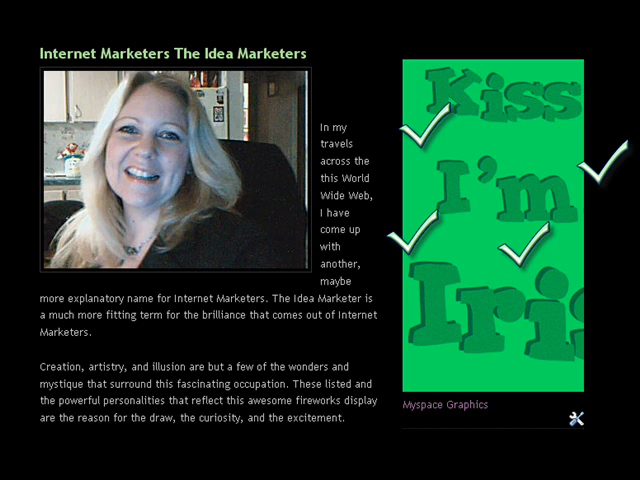 Internet Marketers The Idea Marketers
In my
travels
across the
this World
Wide Web,
I have
come up
with
another,
maybe
more explanatory name for Internet Marketers. The Idea Marketer is
a much more fitting term for the brilliance that comes out of Internet
Marketers.
Creation, artistry, and illusion are but a few of the wonders and
mystique that surround this fascinating occupation. These listed and
the powerful personalities that reflect this awesome fireworks display
are the reason for the draw, the curiosity, and the excitement.
Kiss
I'm
Iris
Myspace Graphics